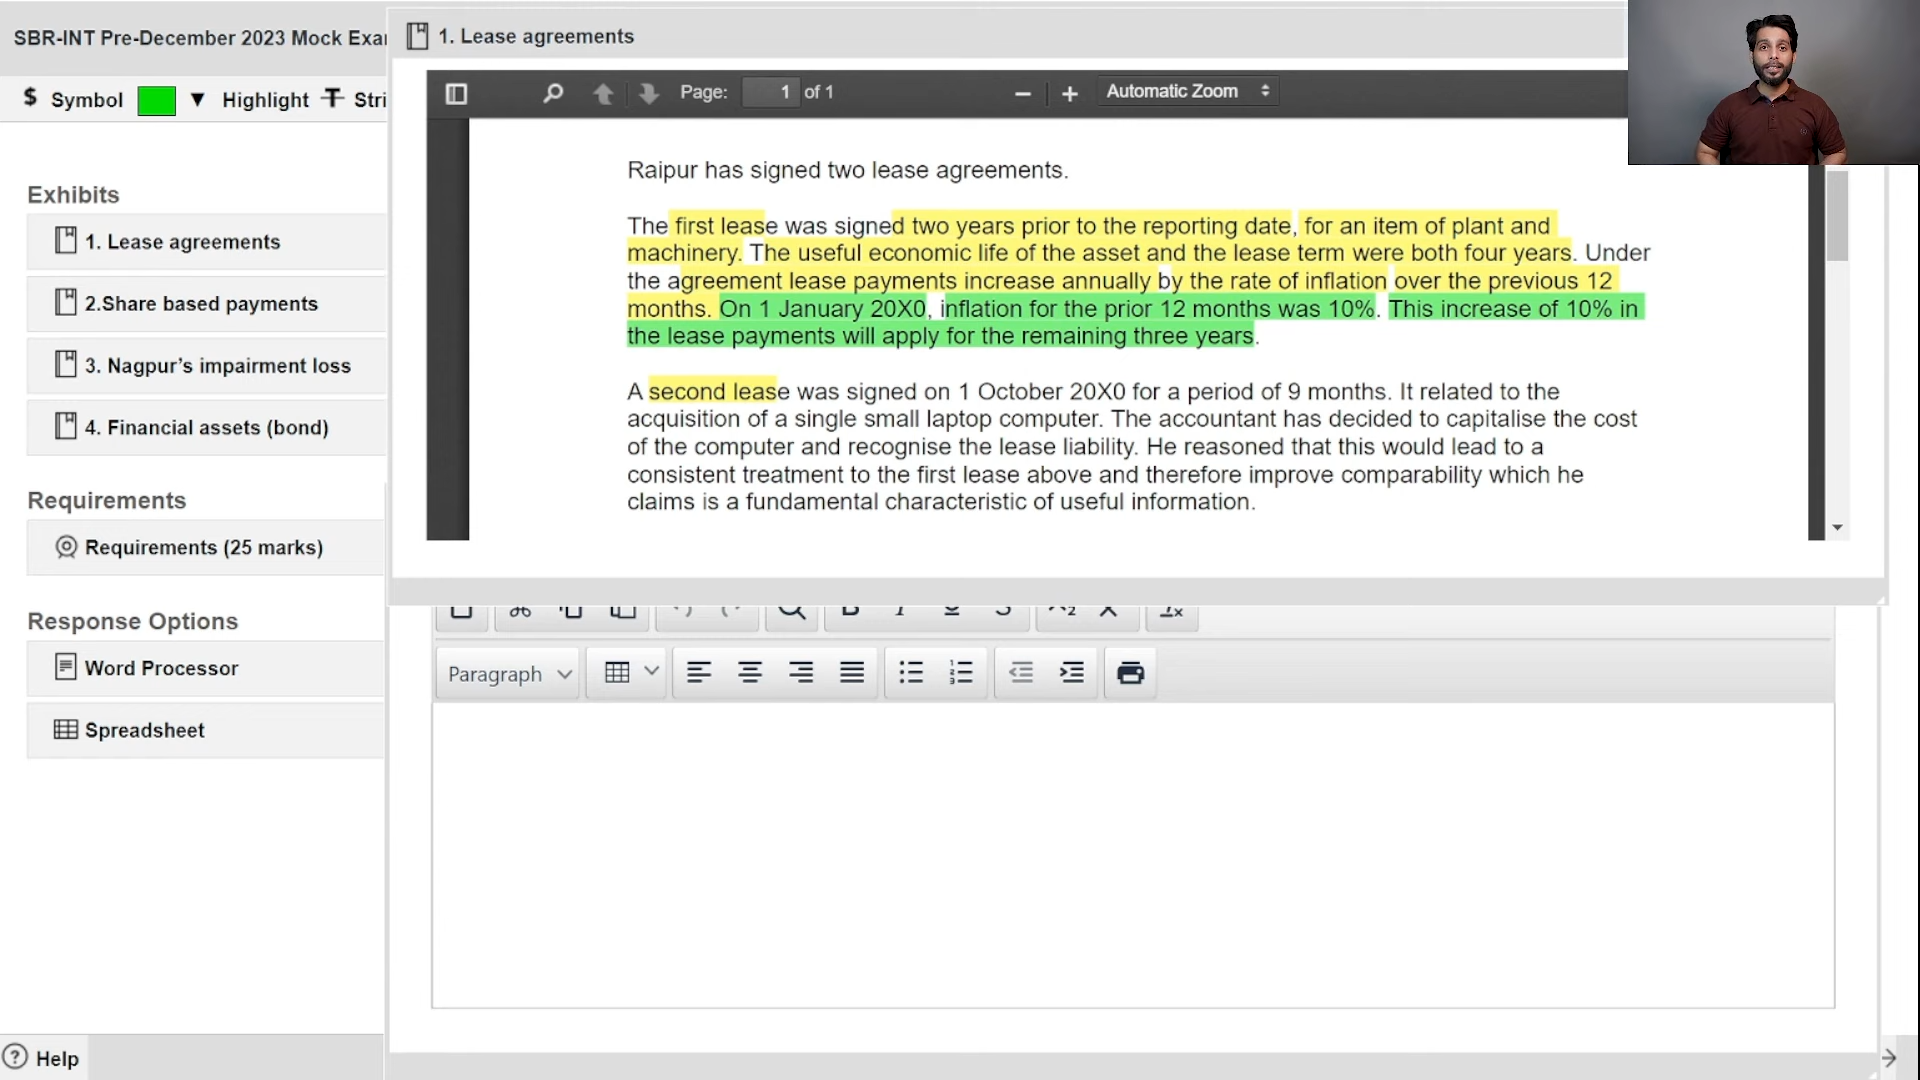 SBR-INT Pre-December 2023 Mock Exa
1. Lease agreements
$ Symbol ▼ Highlight T Stri
Page: 1 of 1
Automatic Zoom
Raipur has signed two lease agreements.
The first lease was signed two years prior to the reporting date, for an item of plant and
machinery. The useful economic life of the asset and the lease term were both four years. Under
the agreement lease payments increase annually by the rate of inflation over the previous 12
months. On 1 January 20X0, inflation for the prior 12 months was 10%. This increase of 10% in
the lease payments will apply for the remaining three years.
A second lease was signed on 1 October 20X0 for a period of 9 months. It related to the
acquisition of a single small laptop computer. The accountant has decided to capitalise the cost
of the computer and recognise the lease liability. He reasoned that this would lead to a
consistent treatment to the first lease above and therefore improve comparability which he
claims is a fundamental characteristic of useful information.
Exhibits
1. Lease agreements
2.Share based payments
3. Nagpur’s impairment loss
4. Financial assets (bond)
Requirements
Requirements (25 marks)
Response Options
Word Processor
Spreadsheet
Paragraph
Help